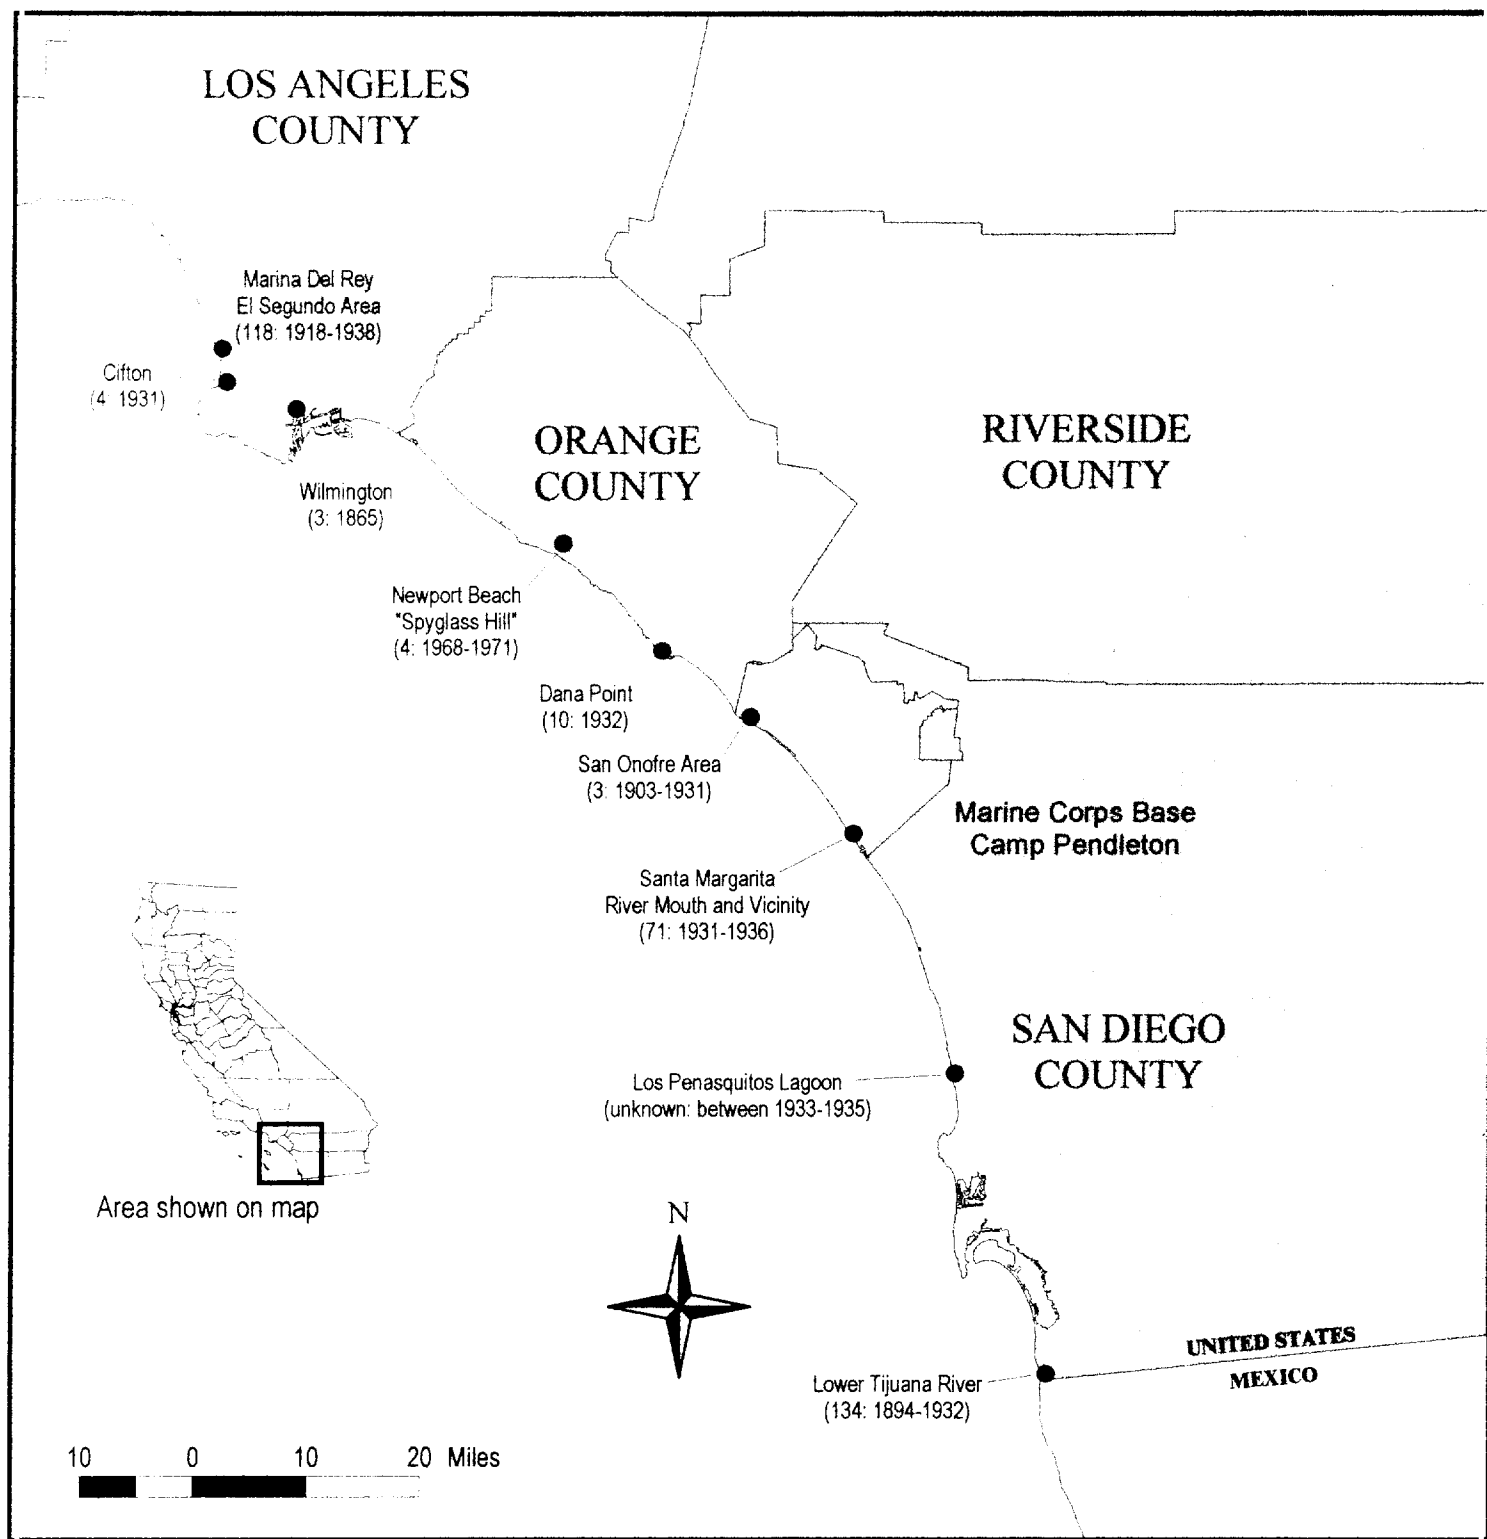 LOS ANGELES
COUNTY
Marina Del Rey
El Segundo Area
(118: 1918-1938)
Cifton
(4: 1931)
ORANGE
COUNTY
RIVERSIDE
COUNTY
Wilmington
(3: 1865)
Newport Beach
"Spyglass Hill"
(4: 1968-1971)
Dana Point
(10: 1932)
San Onofre Area
(3: 1903-1931)
Marine Corps Base
Camp Pendleton
Santa Margarita
River Mouth and Vicinity
(71: 1931-1936)
SAN DIEGO
COUNTY
Los Penasquitos Lagoon
(unknown: between 1933-1935)
Area shown on map
N
UNITED STATES
MEXICO
Lower Tijuana River
(134: 1894-1932)
10 0 10 20 Miles